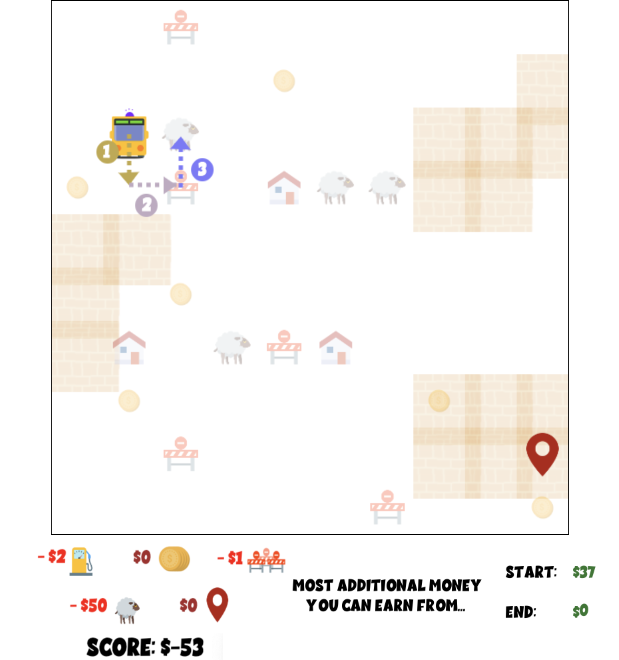 1
2
3
- $2
$0
- $1
- $50
$0
SCORE: $-53
MOST ADDITIONAL MONEY
YOU CAN EARN FROM...
START: $37
END: $0